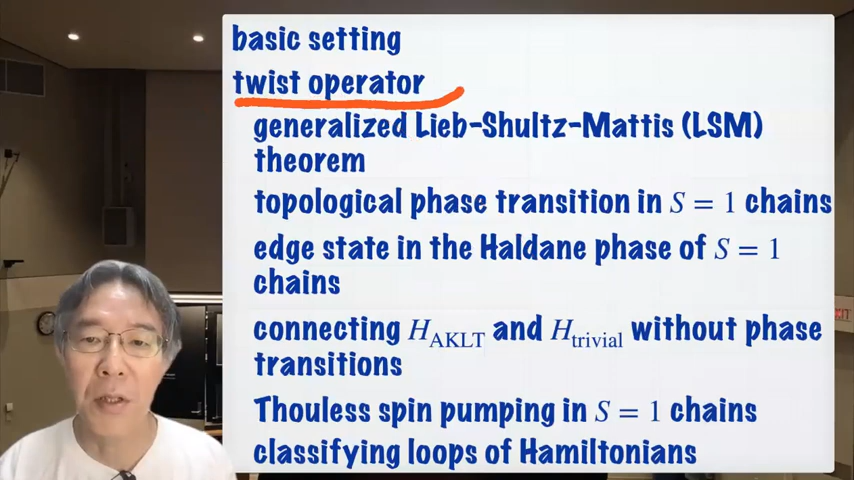 basic setting
twist operator
generalized Lieb-Shultz-Mattis (LSM)
theorem
topological phase transition in S = 1 chains
edge state in the Haldane phase of S = 1
chains
connecting H_AKLT and H_trivial without phase
transitions
Thouless spin pumping in S = 1 chains
classifying loops of Hamiltonians
EXIT